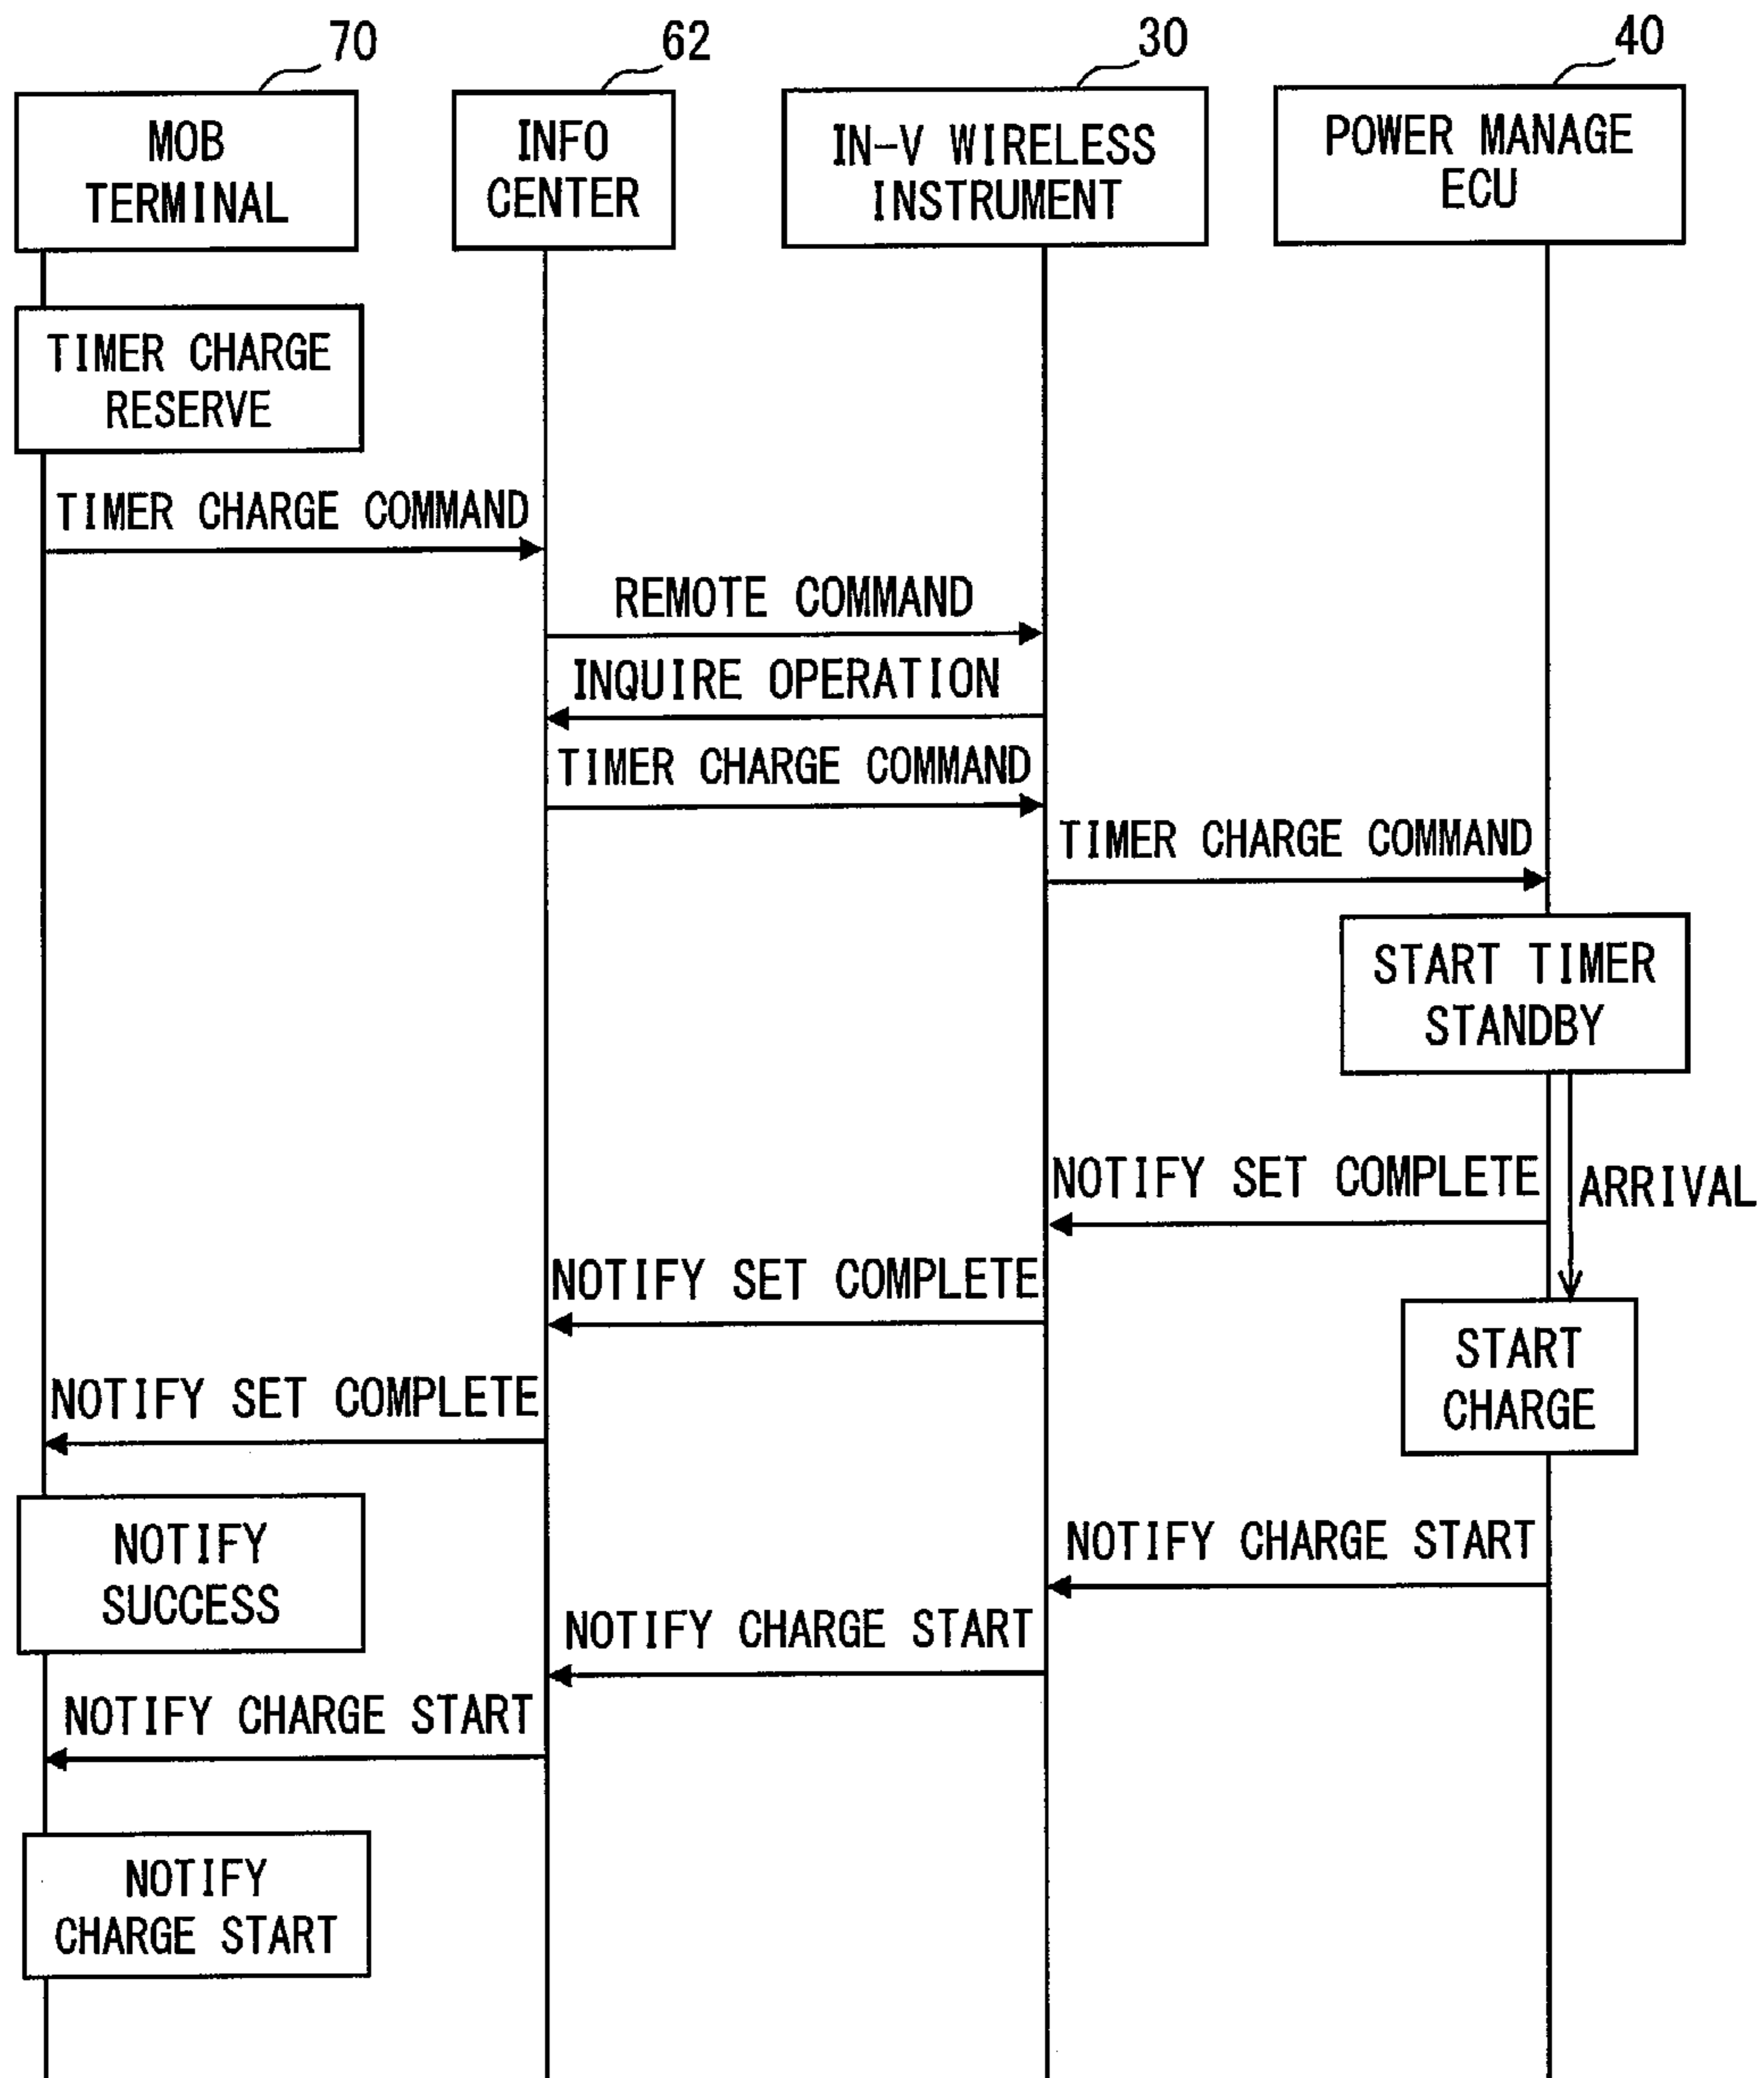 70
62
30
40
MOB
TERMINAL
INFO
CENTER
IN-V WIRELESS
INSTRUMENT
POWER MANAGE
ECU
TIMER CHARGE
RESERVE
TIMER CHARGE COMMAND
REMOTE COMMAND
INQUIRE OPERATION
TIMER CHARGE COMMAND
TIMER CHARGE COMMAND
START TIMER
STANDBY
NOTIFY SET COMPLETE
ARRIVAL
NOTIFY SET COMPLETE
START
CHARGE
NOTIFY SET COMPLETE
NOTIFY
SUCCESS
NOTIFY CHARGE START
NOTIFY CHARGE START
NOTIFY CHARGE START
NOTIFY
CHARGE START